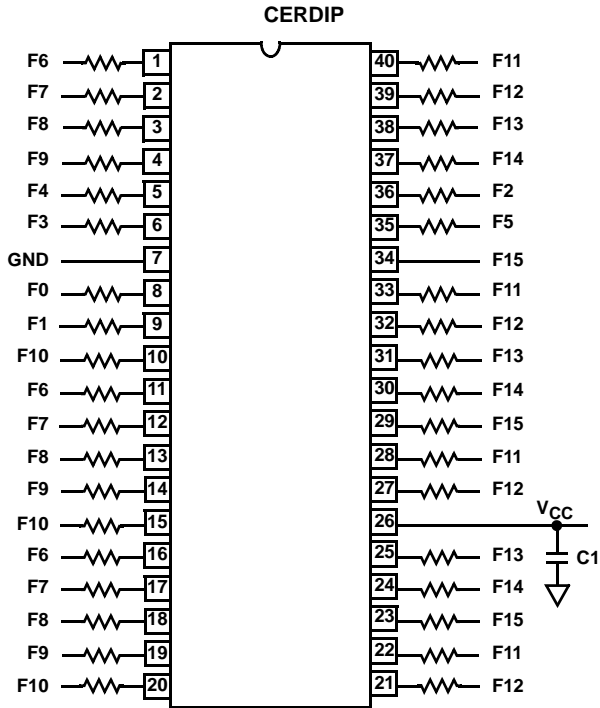 CERDIP
F6 1 40 F11
F7 2 39 F12
F8 3 38 F13
F9 4 37 F14
F4 5 36 F2
F3 6 35 F5
GND 7 34 F15
F0 8 33 F11
F1 9 32 F12
F10 10 31 F13
F6 11 30 F14
F7 12 29 F15
F8 13 28 F11
F9 14 27 F12
F10 15 26 VCC
F6 16 25 F13 C1
F7 17 24 F14
F8 18 23 F15
F9 19 22 F11
F10 20 21 F12